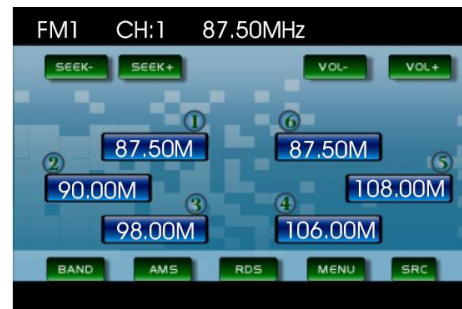 FM1 CH:1 87.50MHz
SEEK- SEEK+ VOL- VOL+
1 6
87.50M 87.50M
2 5
90.00M 108.00M
3 4
98.00M 106.00M
BAND AMS RDS MENU SRC